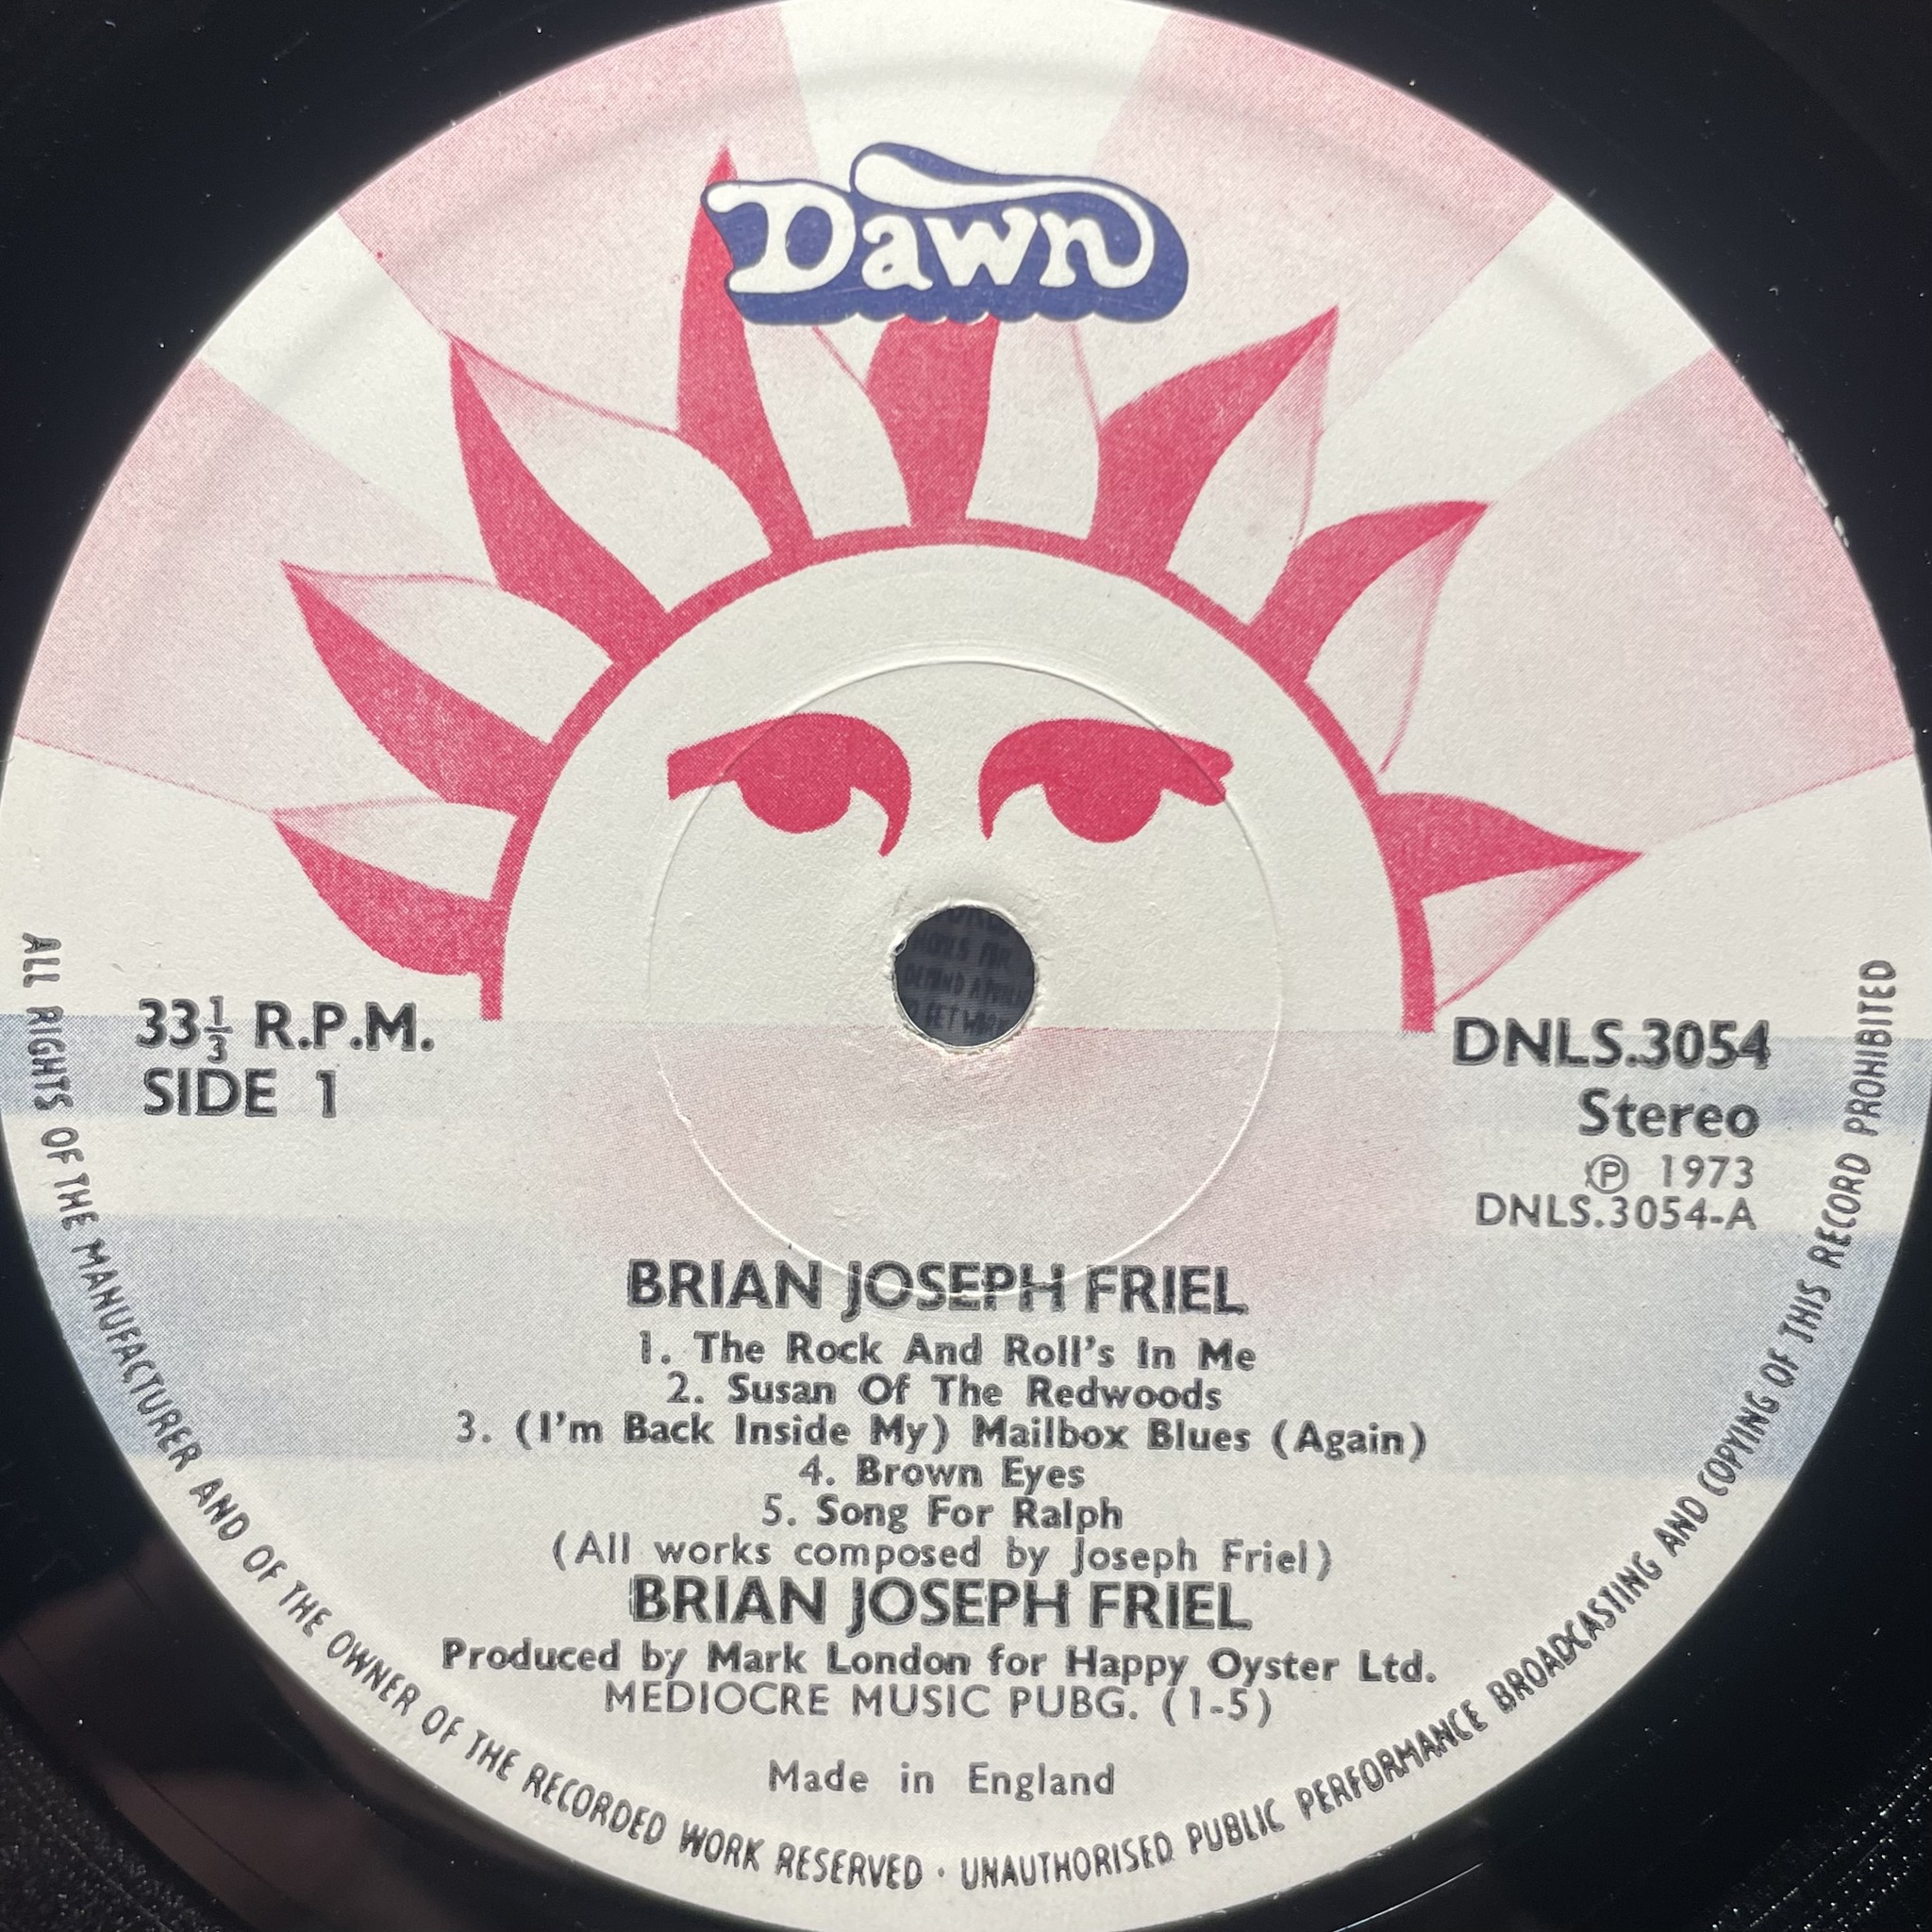 Dawn
33⅓ R.P.M.
SIDE 1
DNLS.3054
Stereo
℗ 1973
DNLS.3054-A
BRIAN JOSEPH FRIEL
1. The Rock And Roll's In Me
2. Susan Of The Redwoods
3. (I'm Back Inside My) Mailbox Blues (Again)
4. Brown Eyes
5. Song For Ralph
(All works composed by Joseph Friel)
BRIAN JOSEPH FRIEL
Produced by Mark London for Happy Oyster Ltd.
MEDIOCRE MUSIC PUBG. (1-5)
Made in England
ALL RIGHTS OF THE MANUFACTURER AND OF THE OWNER OF THE RECORDED WORK RESERVED · UNAUTHORISED PUBLIC PERFORMANCE BROADCASTING AND COPYING OF THIS RECORD PROHIBITED